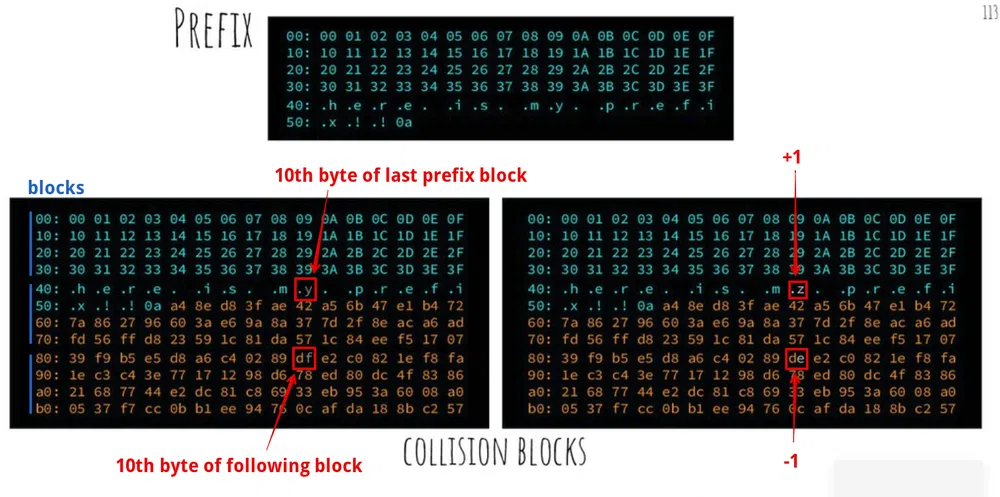 113
PREFIX
00: 00 01 02 03 04 05 06 07 08 09 0A 0B 0C 0D 0E 0F
10: 10 11 12 13 14 15 16 17 18 19 1A 1B 1C 1D 1E 1F
20: 20 21 22 23 24 25 26 27 28 29 2A 2B 2C 2D 2E 2F
30: 30 31 32 33 34 35 36 37 38 39 3A 3B 3C 3D 3E 3F
40: .h .e .r .e . .i .s . .m .y . .p .r .e .f .i
50: .x .! .! 0a
10th byte of last prefix block
+1
blocks
00: 00 01 02 03 04 05 06 07 08 09 0A 0B 0C 0D 0E 0F
10: 10 11 12 13 14 15 16 17 18 19 1A 1B 1C 1D 1E 1F
20: 20 21 22 23 24 25 26 27 28 29 2A 2B 2C 2D 2E 2F
30: 30 31 32 33 34 35 36 37 38 39 3A 3B 3C 3D 3E 3F
40: .h .e .r .e . .i .s . .m .y . .p .r .e .f .i
50: .x .! .! 0a a4 8e d8 3f ae 42 a5 6b 47 e1 b4 72
60: 7a 86 27 96 60 3a e6 9a 8a 37 7d 2f 8e ac a6 ad
70: fd 56 ff d8 23 59 1c 81 da 57 1c 84 ee f5 17 07
80: 39 f9 b5 e5 d8 a6 c4 02 89 df e2 c0 82 1e f8 fa
90: 1e c3 c4 3e 77 17 12 98 d6 78 ed 80 dc 4f 83 86
a0: 21 68 77 44 e2 dc 81 c8 69 33 eb 95 3a 60 08 a0
b0: 05 37 f7 cc 0b b1 ee 94 76 0c af da 18 8b c2 57
00: 00 01 02 03 04 05 06 07 08 09 0A 0B 0C 0D 0E 0F
10: 10 11 12 13 14 15 16 17 18 19 1A 1B 1C 1D 1E 1F
20: 20 21 22 23 24 25 26 27 28 29 2A 2B 2C 2D 2E 2F
30: 30 31 32 33 34 35 36 37 38 39 3A 3B 3C 3D 3E 3F
40: .h .e .r .e . .i .s . .m .z . .p .r .e .f .i
50: .x .! .! 0a a4 8e d8 3f ae 42 a5 6b 47 e1 b4 72
60: 7a 86 27 96 60 3a e6 9a 8a 37 7d 2f 8e ac a6 ad
70: fd 56 ff d8 23 59 1c 81 da 57 1c 84 ee f5 17 07
80: 39 f9 b5 e5 d8 a6 c4 02 89 de e2 c0 82 1e f8 fa
90: 1e c3 c4 3e 77 17 12 98 d6 78 ed 80 dc 4f 83 86
a0: 21 68 77 44 e2 dc 81 c8 69 33 eb 95 3a 60 08 a0
b0: 05 37 f7 cc 0b b1 ee 94 76 0c af da 18 8b c2 57
10th byte of following block
COLLISION BLOCKS
-1